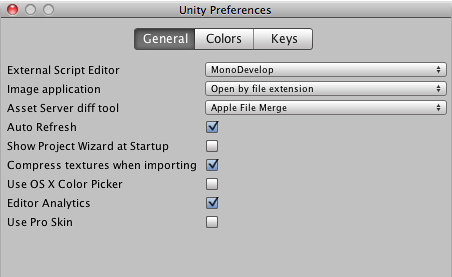 Unity Preferences
General Colors Keys
External Script Editor MonoDevelop
Image application Open by file extension
Asset Server diff tool Apple File Merge
Auto Refresh
Show Project Wizard at Startup
Compress textures when importing
Use OS X Color Picker
Editor Analytics
Use Pro Skin